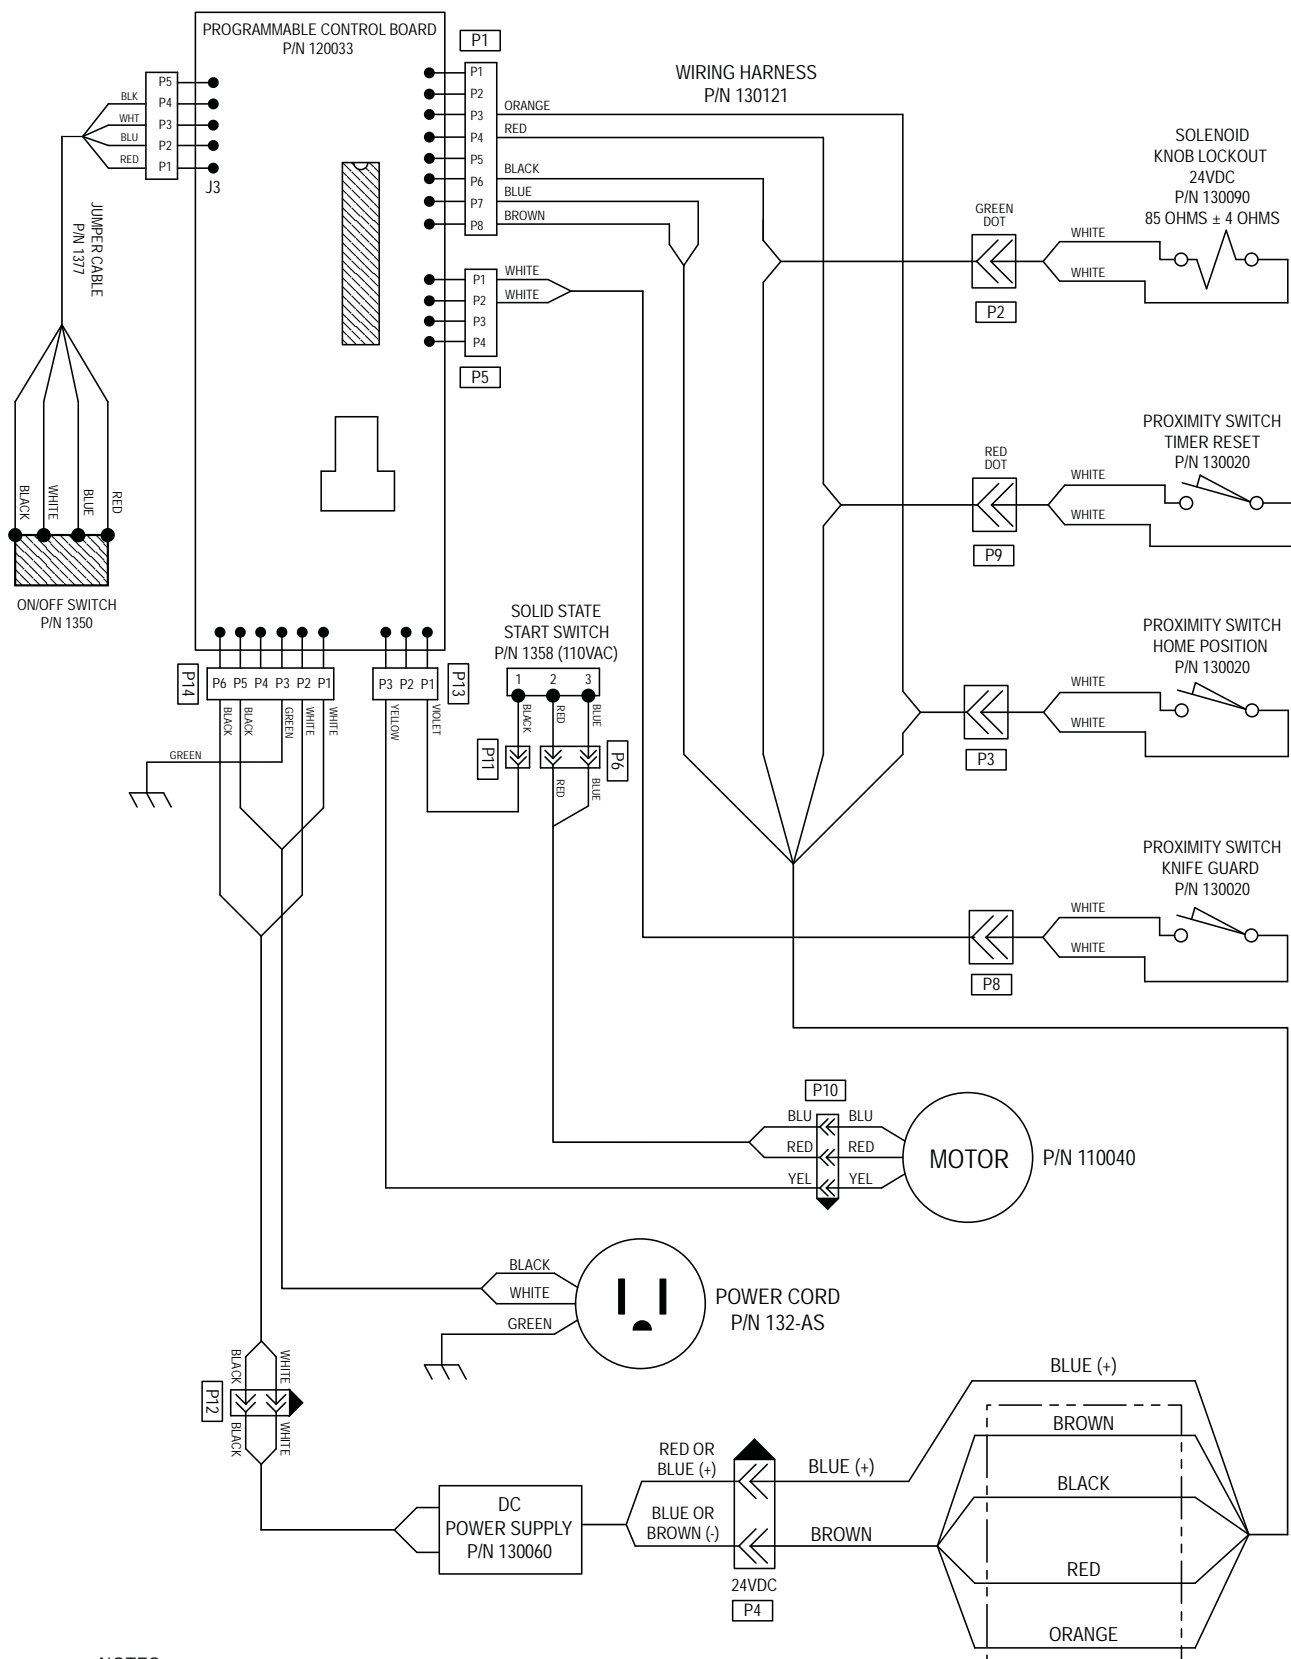 PROGRAMMABLE CONTROL BOARD
P/N 120033
P1
P1
P2
P3
P4
P5
P6
P7
P8
ORANGE
RED
BLACK
BLUE
BROWN
WIRING HARNESS
P/N 130121
P5
P4
P3
P2
P1
BLK
WHT
BLU
RED
J3
JUMPER CABLE
P/N 1377
BLACK
WHITE
BLUE
RED
ON/OFF SWITCH
P/N 1350
P1
P2
P3
P4
WHITE
WHITE
P5
SOLENOID
KNOB LOCKOUT
24VDC
P/N 130090
85 OHMS ± 4 OHMS
GREEN
DOT
WHITE
WHITE
P2
PROXIMITY SWITCH
TIMER RESET
P/N 130020
RED
DOT
WHITE
WHITE
P9
PROXIMITY SWITCH
HOME POSITION
P/N 130020
WHITE
WHITE
P3
PROXIMITY SWITCH
KNIFE GUARD
P/N 130020
WHITE
WHITE
P8
SOLID STATE
START SWITCH
P/N 1358 (110VAC)
1 2 3
BLACK
RED
BLUE
P11
P6
RED
BLUE
P14
P6 P5 P4 P3 P2 P1
BLACK
BLACK
GREEN
WHITE
WHITE
GREEN
P3 P2 P1
P13
YELLOW
VIOLET
P10
BLU BLU
RED RED
YEL YEL
MOTOR
P/N 110040
BLACK
WHITE
GREEN
POWER CORD
P/N 132-AS
BLACK
WHITE
P12
BLACK
WHITE
DC
POWER SUPPLY
P/N 130060
RED OR
BLUE (+)
BLUE OR
BROWN (-)
24VDC
P4
BLUE (+)
BROWN
BLUE (+)
BROWN
BLACK
RED
ORANGE